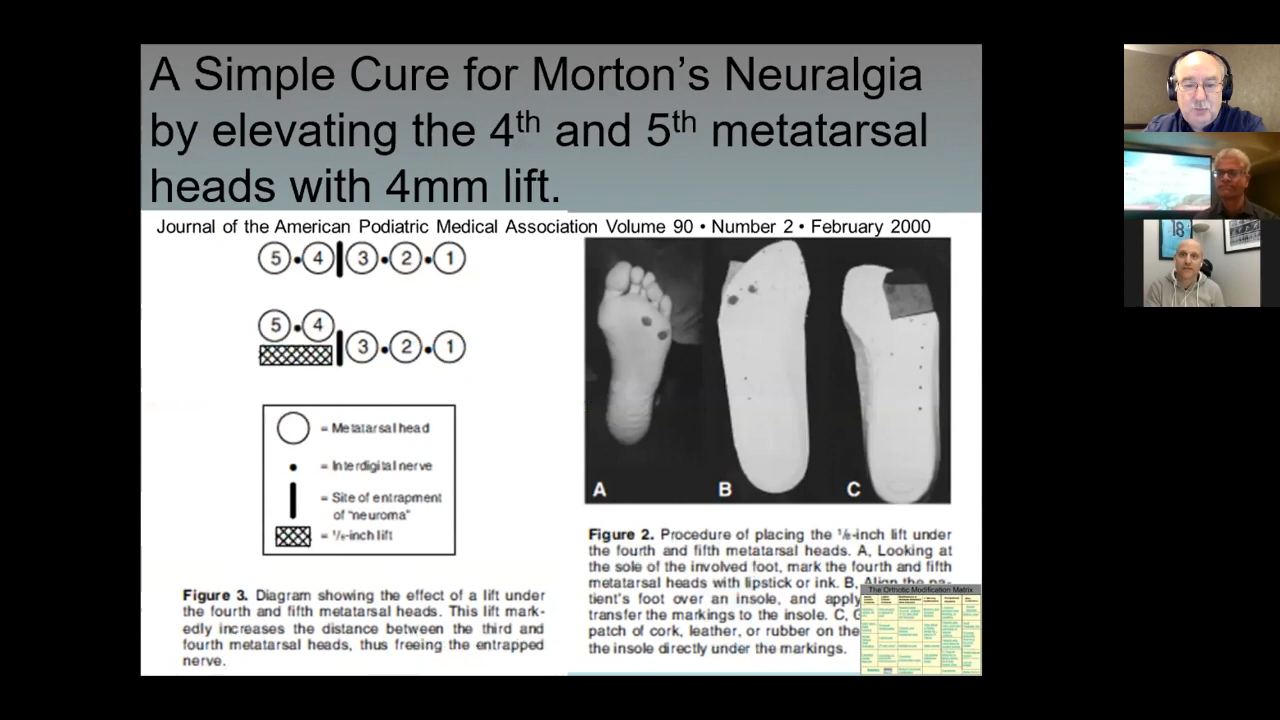 A Simple Cure for Morton's Neuralgia
by elevating the 4th and 5th metatarsal
heads with 4mm lift.
Journal of the American Podiatric Medical Association Volume 90 • Number 2 • February 2000
5 4 3 2 1
5 4 3 2 1
= Metatarsal head
= Interdigital nerve
= Site of entrapment
of "neuroma"
= 1/8-inch lift
Figure 3. Diagram showing the effect of a lift under
the fourth and fifth metatarsal heads. This lift mark-
edly increases the distance between the third and
fourth metatarsal heads, thus freeing the entrapped
nerve.
A B C
Figure 2. Procedure of placing the 1/8-inch lift under
the fourth and fifth metatarsal heads. A, Looking at
the sole of the involved foot, mark the fourth and fifth
metatarsal heads with lipstick or ink. B, Align the pa-
tient's foot over an insole, and apply
transfer the markings to the insole. C,
patch of cork, leather, or rubber on the
the insole directly under the markings.
The Orthotic Modification Matrix
18